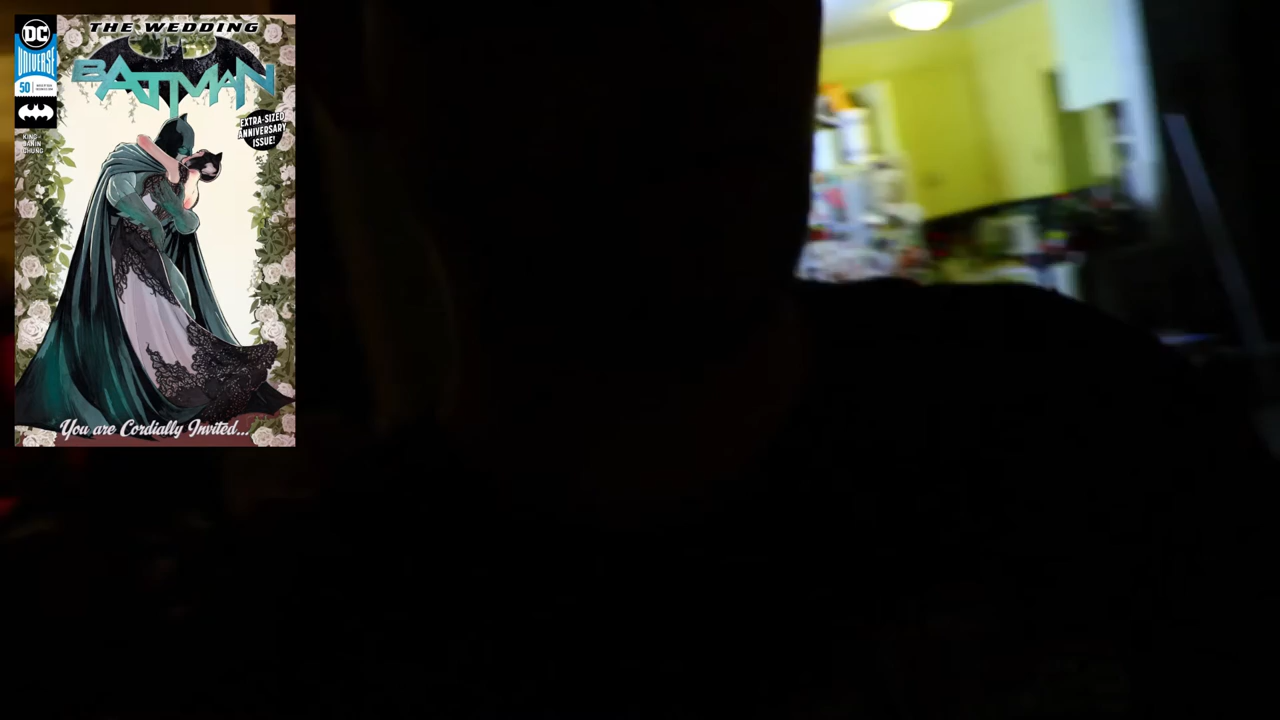 THE WEDDING
DC
UNIVERSE
BATMAN
50
EXTRA-SIZED
ANNIVERSARY
ISSUE!
KING
JANIN
CHUNG
You are Cordially Invited...